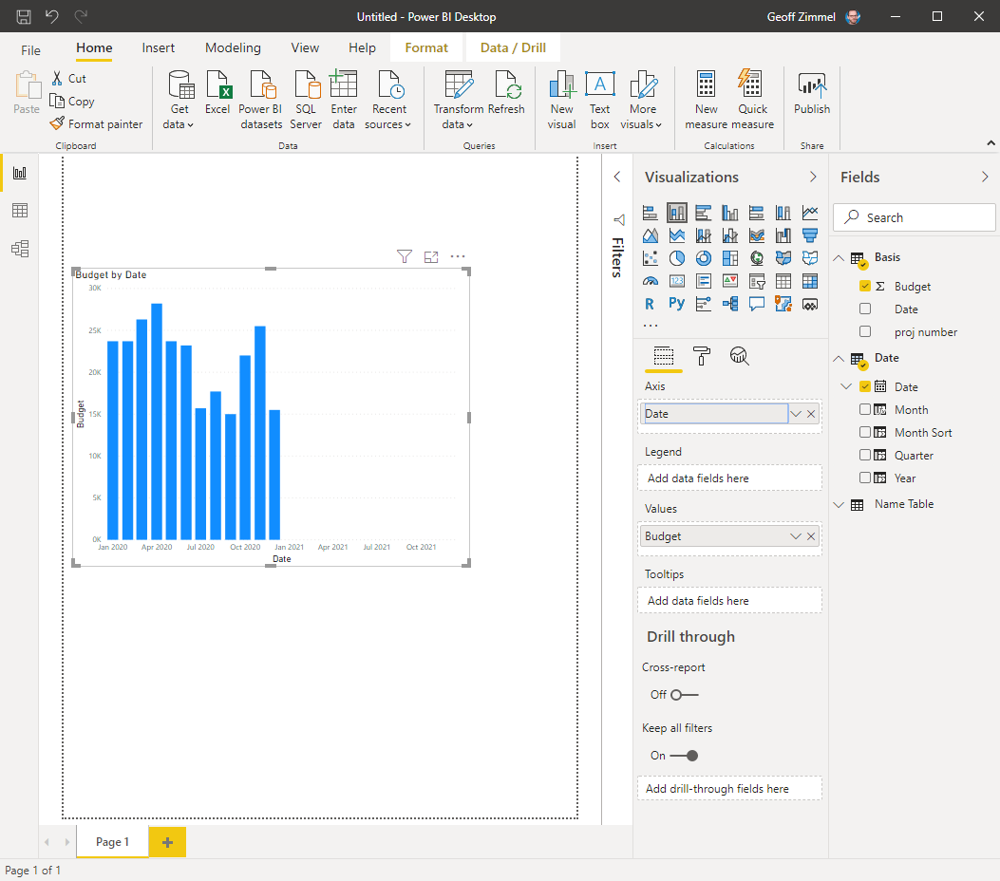 Untitled - Power BI Desktop
Geoff Zimmel
File
Home
Insert
Modeling
View
Help
Format
Data / Drill
Paste
Cut
Copy
Format painter
Clipboard
Get
data
Excel
Power BI
datasets
SQL
Server
Enter
data
Recent
sources
Data
Transform
data
Refresh
Queries
New
visual
Text
box
More
visuals
Insert
New
measure
Quick
measure
Calculations
Publish
Share
Budget by Date
30K
25K
20K
15K
10K
5K
0K
Budget
Jan 2020
Apr 2020
Jul 2020
Oct 2020
Jan 2021
Apr 2021
Jul 2021
Oct 2021
Date
Filters
Visualizations
123
R
Py
...
Axis
Date
Legend
Add data fields here
Values
Budget
Tooltips
Add data fields here
Drill through
Cross-report
Off
Keep all filters
On
Add drill-through fields here
Fields
Search
Basis
Σ Budget
Date
proj number
Date
Date
Month
Month Sort
Quarter
Year
Name Table
Page 1
Page 1 of 1